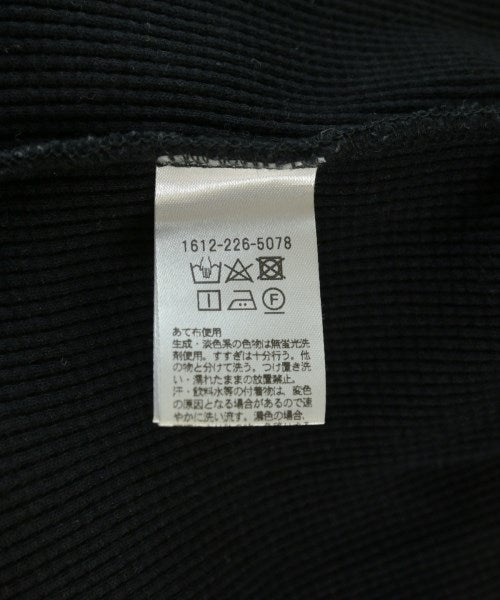 1612-226-5078
F
あて布使用
生成・淡色系の色物は無蛍光洗
剤使用。すすぎは十分行う。他
の物と分けて洗う。つけ置き洗
い・濡れたままの放置禁止。
汗・飲料水等の付着物は、変色
の原因となる場合があるので速
やかに洗い流す。濃色の場合、